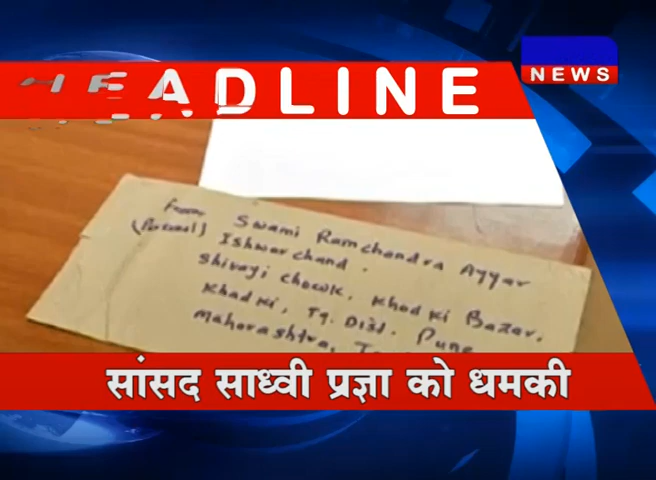 HEADLINE
NEWS
From
(Personal)
Swami Ramchandra Ayyar
Ishwarchand.
Shivaji chowk, Khadki Bazar,
Khadki, Tq. Dist. Pune
Maharashtra,
सांसद साध्वी प्रज्ञा को धमकी